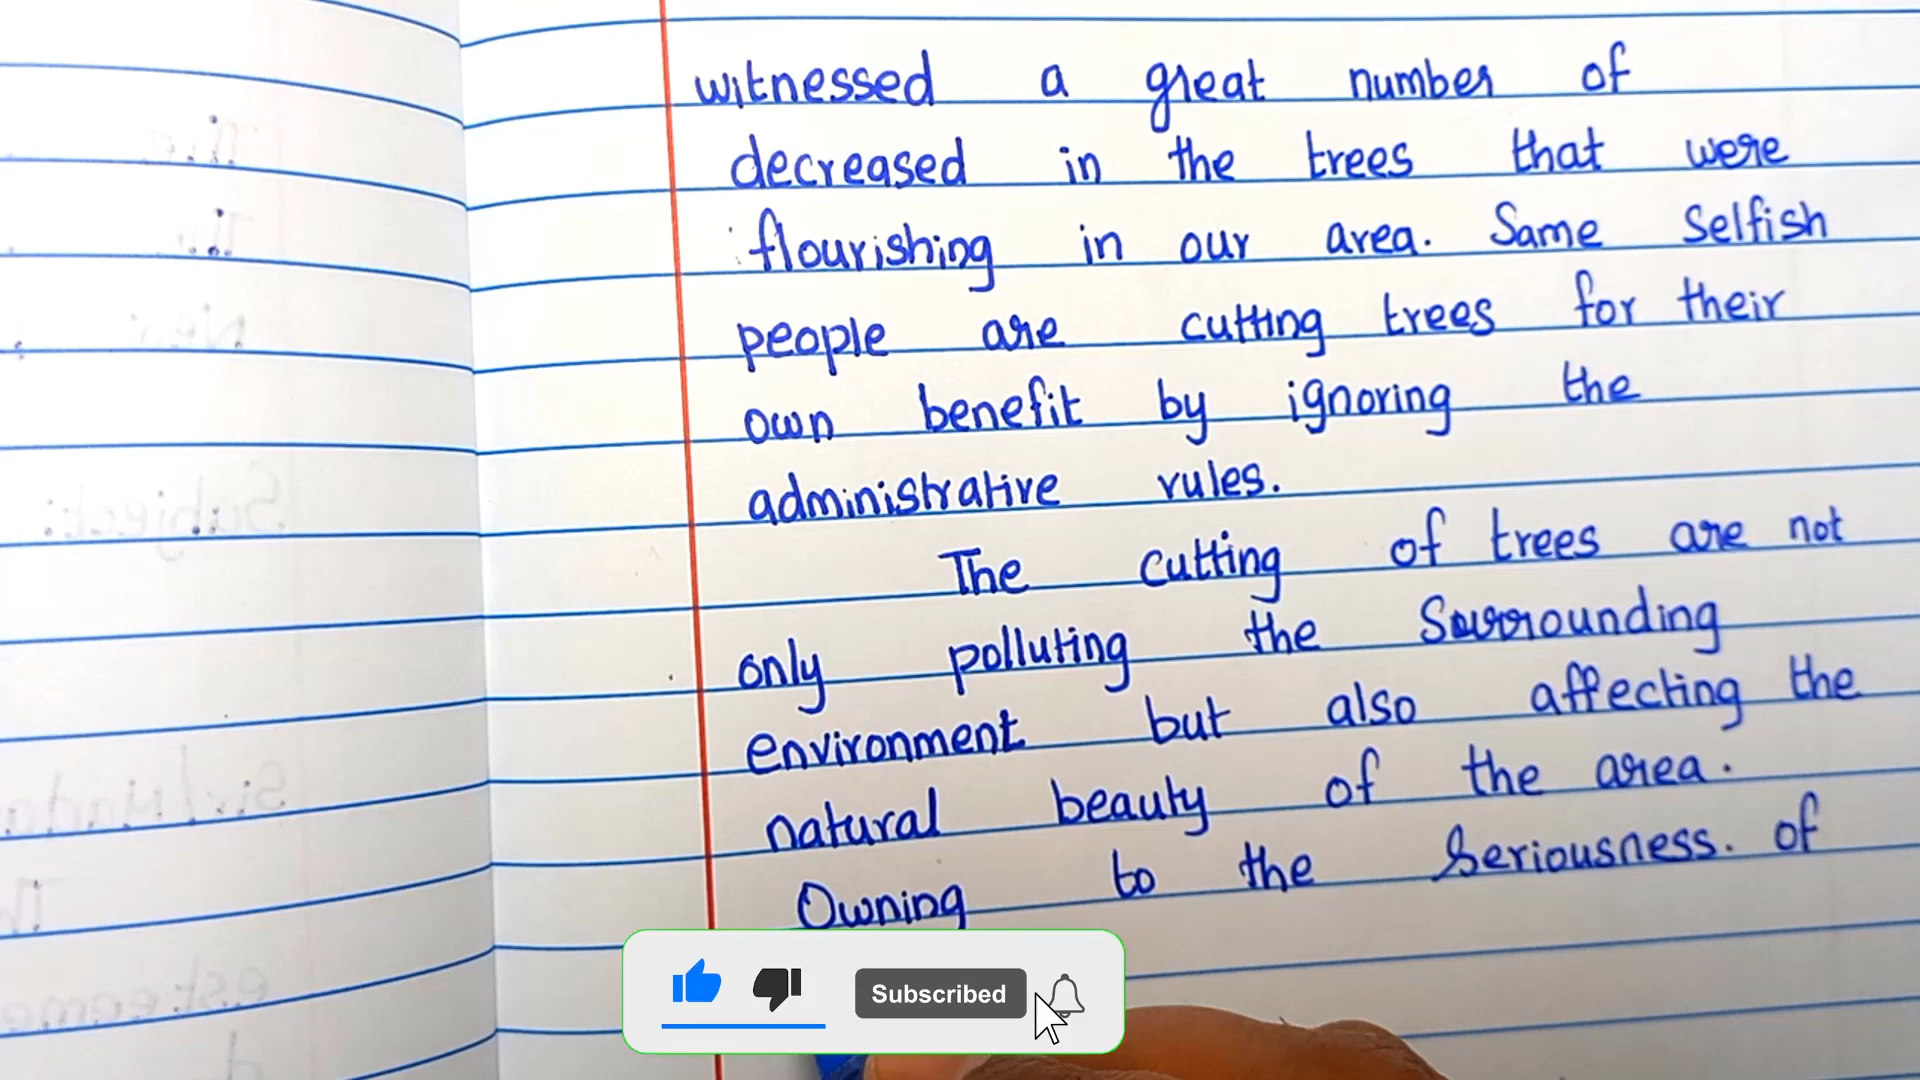 witnessed a great number of
decreased in the trees that were
flourishing in our area. Same Selfish
people are cutting trees for their
own benefit by ignoring the
administrative rules.
The cutting of trees are not
only polluting the Surrounding
environment but also affecting the
natural beauty of the area.
Owning to the Seriousness. of
Subscribed